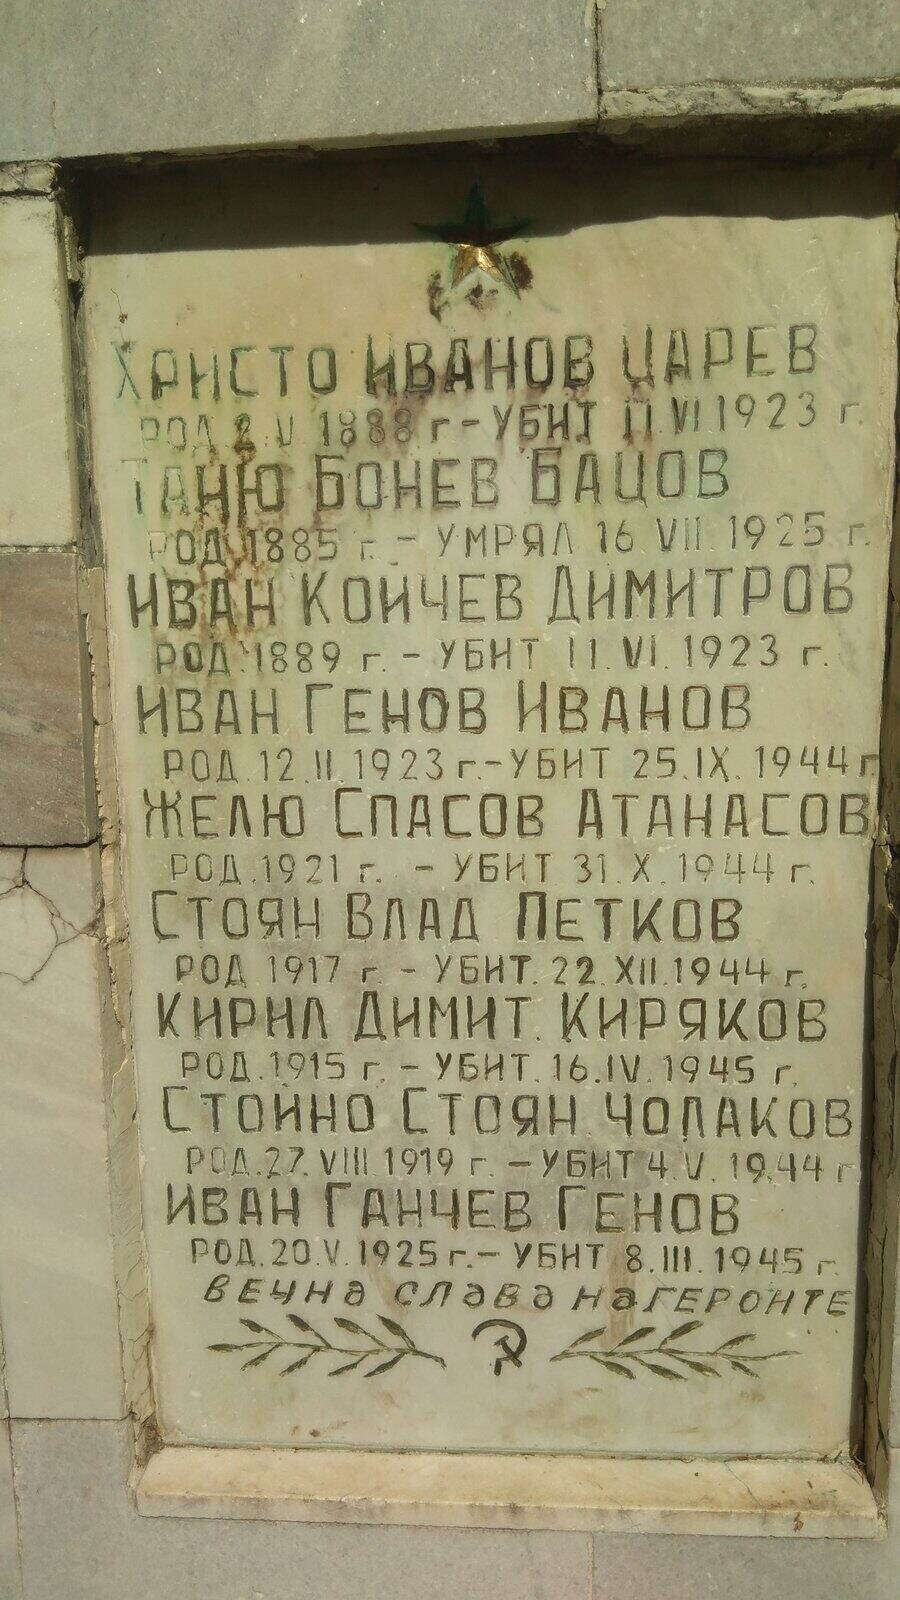 Христо Иванов Царев
род. 2. V 1888 г - убит 11. VI 1923 г.
Таню Бонев Бацов
род. 1885 г. - умрял 16 VII. 1925 г.
Иван Койчев Димитров
род. 1889 г. - убит 11. VI. 1923 г.
Иван Генов Иванов
род. 12. II. 1923 г. - убит 25. IX. 1944 г.
Желю Спасов Атанасов
род. 1921 г. - убит 31. X. 1944 г.
Стоян Влад Петков
род 1917 г. - убит. 22. XII. 1944 г.
Кирил Димит. Киряков
род. 1915 г. - убит. 16. IV. 1945 г.
Стойно Стоян. Чолаков
род. 27. VIII. 1919 г. - убит 4. V. 1944 г
Иван Ганчев Генов
род. 20. V. 1925 г. - убит 8. III. 1945 г.
Вечна слава на героите